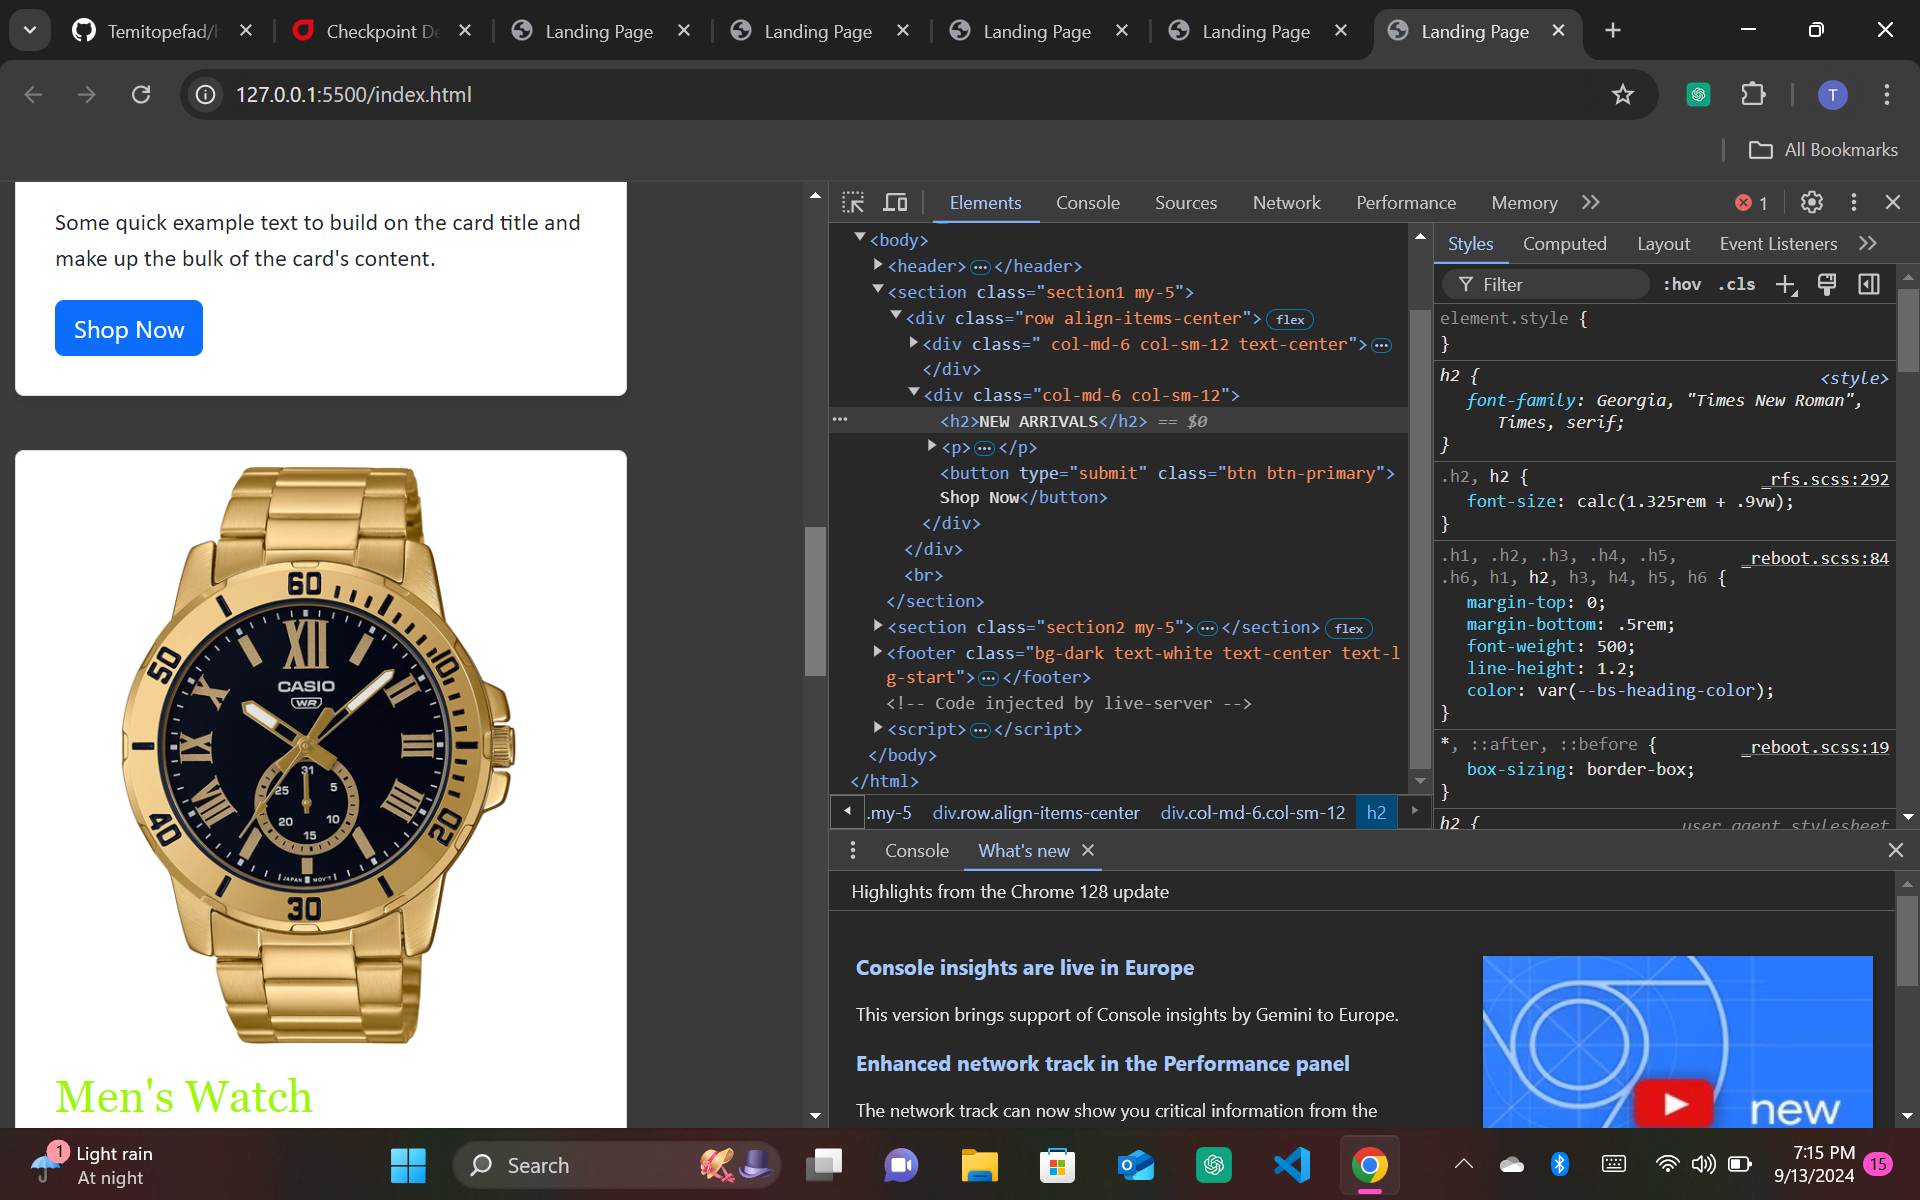 Temitopefad/h
Checkpoint De
Landing Page
Landing Page
Landing Page
Landing Page
Landing Page
127.0.0.1:5500/index.html
T
All Bookmarks
Some quick example text to build on the card title and
make up the bulk of the card's content.
Shop Now
60
50
10
40
20
30
XII
II
III
IX
X
CASIO
WR
31
25
5
20
10
15
JAPAN MOV'T
Men's Watch
Elements
Console
Sources
Network
Performance
Memory
1
<body>
<header> … </header>
<section class="section1 my-5">
<div class="row align-items-center"> flex
<div class=" col-md-6 col-sm-12 text-center"> …
</div>
<div class="col-md-6 col-sm-12">
… <h2>NEW ARRIVALS</h2> == $0
<p> … </p>
<button type="submit" class="btn btn-primary">
Shop Now</button>
</div>
</div>
<br>
</section>
<section class="section2 my-5"> … </section> flex
<footer class="bg-dark text-white text-center text-l
g-start"> … </footer>
<!-- Code injected by live-server -->
<script> … </script>
</body>
</html>
.my-5 div.row.align-items-center div.col-md-6.col-sm-12 h2
Styles
Computed
Layout
Event Listeners
Filter
:hov .cls
element.style {
}
h2 { <style>
font-family: Georgia, "Times New Roman",
Times, serif;
}
.h2, h2 { _rfs.scss:292
font-size: calc(1.325rem + .9vw);
}
.h1, .h2, .h3, .h4, .h5, _reboot.scss:84
.h6, h1, h2, h3, h4, h5, h6 {
margin-top: 0;
margin-bottom: .5rem;
font-weight: 500;
line-height: 1.2;
color: var(--bs-heading-color);
}
*, ::after, ::before { _reboot.scss:19
box-sizing: border-box;
}
h2 { user agent stylesheet
Console
What's new
Highlights from the Chrome 128 update
Console insights are live in Europe
This version brings support of Console insights by Gemini to Europe.
Enhanced network track in the Performance panel
The network track can now show you critical information from the
new
1
Light rain
At night
Search
7:15 PM
9/13/2024
15